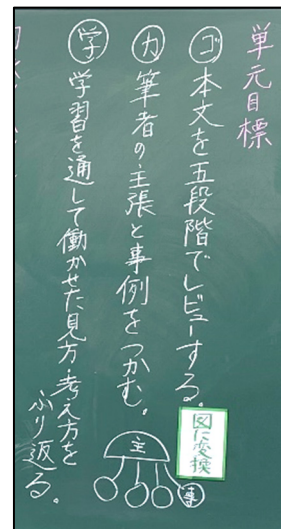 単元目標
㋙本文を五段階でレビューする。
図に変換
㋕筆者の主張と事例をつかむ。
主
事
㋻学習を通して働かせた見方・考え方を
ふり返る。